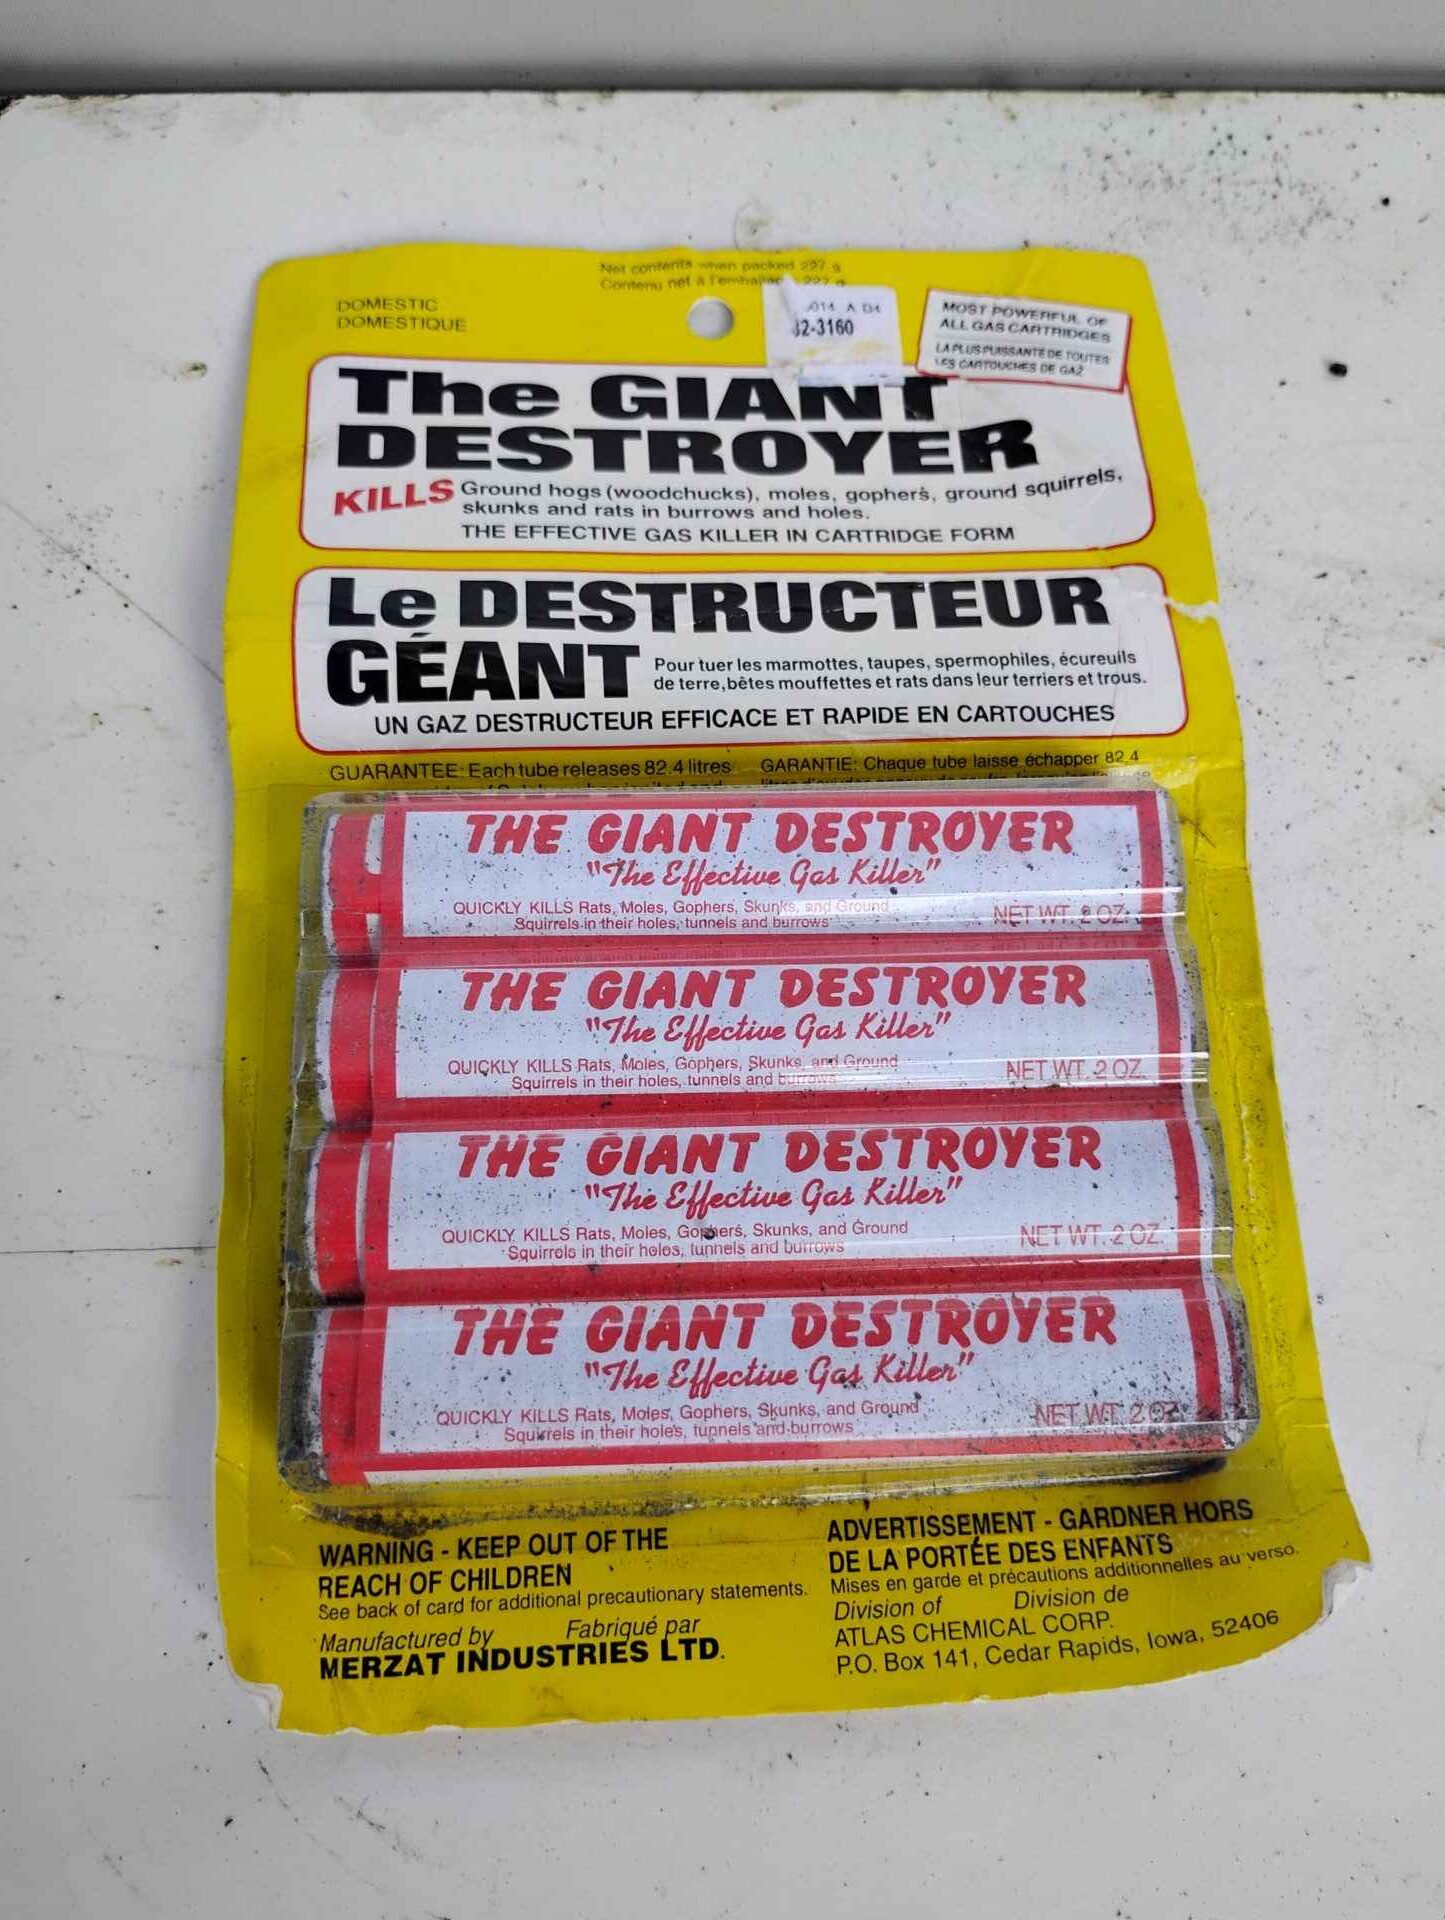 Net contents when packed 227 g
Contenu net à l'emballage 227 g
DOMESTIC
DOMESTIQUE
014 A D4
32-3160
MOST POWERFUL OF
ALL GAS CARTRIDGES
LA PLUS PUISSANTE DE TOUTES
LES CARTOUCHES DE GAZ
The GIANT
DESTROYER
KILLS Ground hogs (woodchucks), moles, gophers, ground squirrels,
skunks and rats in burrows and holes.
THE EFFECTIVE GAS KILLER IN CARTRIDGE FORM
Le DESTRUCTEUR
GÉANT Pour tuer les marmottes, taupes, spermophiles, écureuils
de terre,bêtes mouffettes et rats dans leur terriers et trous.
UN GAZ DESTRUCTEUR EFFICACE ET RAPIDE EN CARTOUCHES
GUARANTEE: Each tube releases 82.4 litres
GARANTIE: Chaque tube laisse échapper 82.4
THE GIANT DESTROYER
"The Effective Gas Killer"
QUICKLY KILLS Rats, Moles, Gophers, Skunks, and Ground
Squirrels in their holes, tunnels and burrows
NET WT. 2 OZ.
THE GIANT DESTROYER
"The Effective Gas Killer"
QUICKLY KILLS Rats, Moles, Gophers, Skunks, and Ground
Squirrels in their holes, tunnels and burrows
NET WT. 2 OZ.
THE GIANT DESTROYER
"The Effective Gas Killer"
QUICKLY KILLS Rats, Moles, Gophers, Skunks, and Ground
Squirrels in their holes, tunnels and burrows
NET WT. 2 OZ.
THE GIANT DESTROYER
"The Effective Gas Killer"
QUICKLY KILLS Rats, Moles, Gophers, Skunks, and Ground
Squirrels in their holes, tunnels and burrows
NET WT. 2 OZ.
WARNING - KEEP OUT OF THE
REACH OF CHILDREN
See back of card for additional precautionary statements.
Manufactured by Fabriqué par
MERZAT INDUSTRIES LTD.
ADVERTISSEMENT - GARDNER HORS
DE LA PORTÉE DES ENFANTS
Mises en garde et précautions additionnelles au verso.
Division of Division de
ATLAS CHEMICAL CORP.
P.O. Box 141, Cedar Rapids, Iowa, 52406